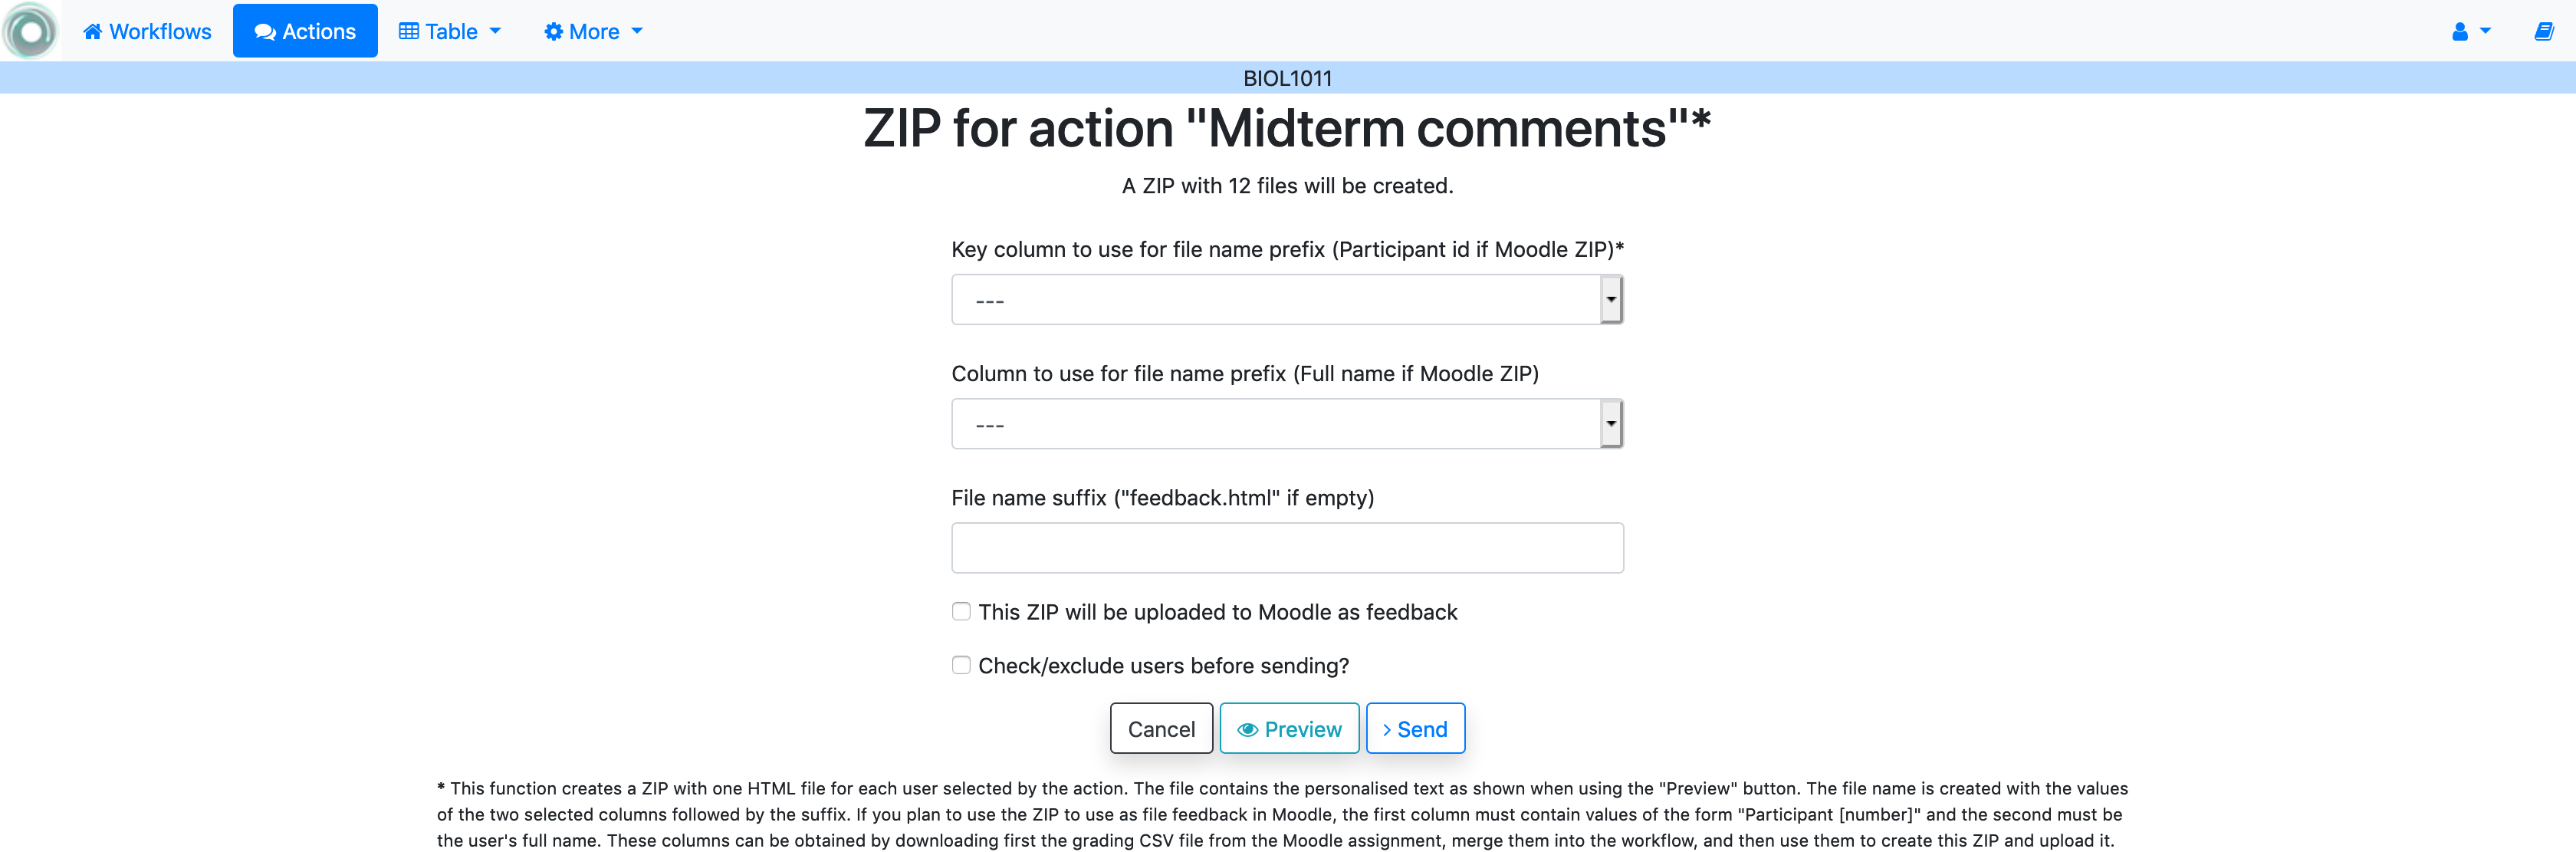 Workflows Actions Table More
BIOL1011
ZIP for action "Midterm comments"*
A ZIP with 12 files will be created.
Key column to use for file name prefix (Participant id if Moodle ZIP)*
---
Column to use for file name prefix (Full name if Moodle ZIP)
---
File name suffix ("feedback.html" if empty)
This ZIP will be uploaded to Moodle as feedback
Check/exclude users before sending?
Cancel Preview Send
* This function creates a ZIP with one HTML file for each user selected by the action. The file contains the personalised text as shown when using the "Preview" button. The file name is created with the values
of the two selected columns followed by the suffix. If you plan to use the ZIP to use as file feedback in Moodle, the first column must contain values of the form "Participant [number]" and the second must be
the user's full name. These columns can be obtained by downloading first the grading CSV file from the Moodle assignment, merge them into the workflow, and then use them to create this ZIP and upload it.